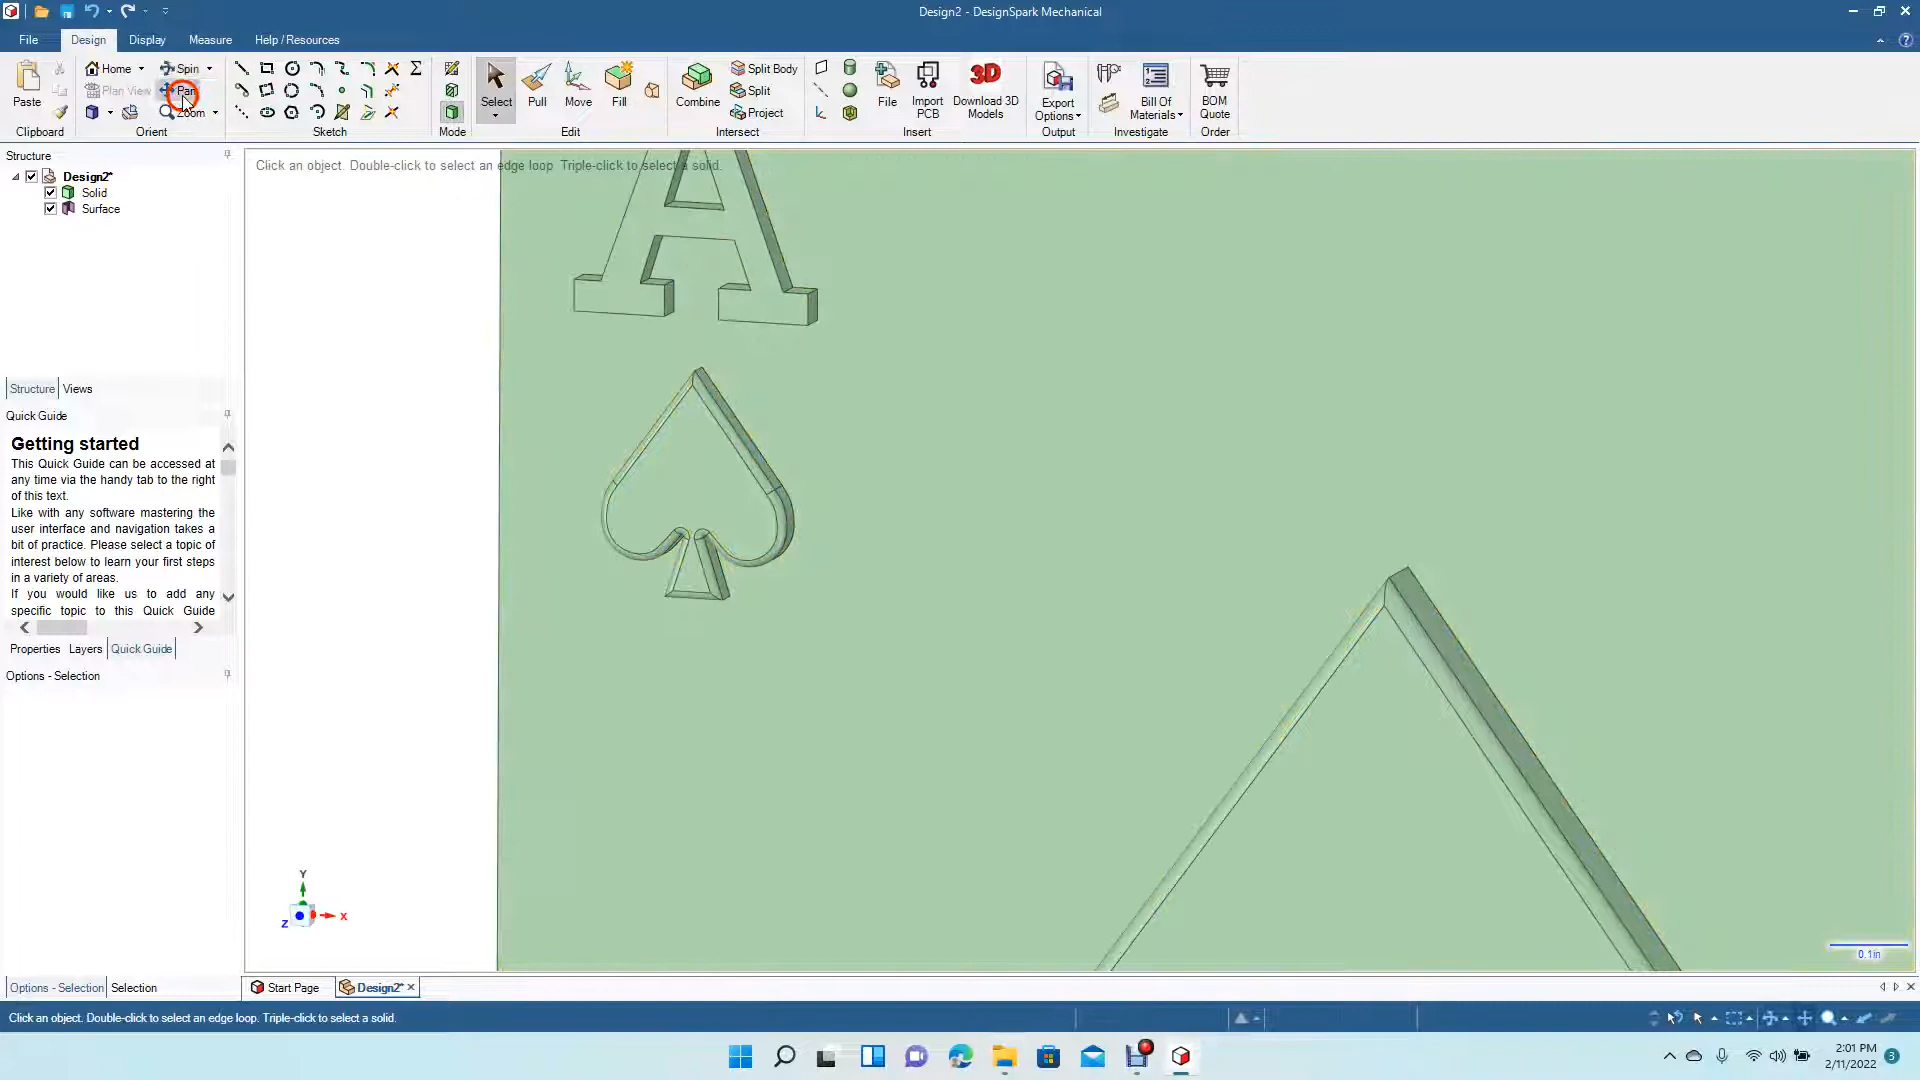 Design2 - DesignSpark Mechanical
File
Design
Display
Measure
Help / Resources
Paste
Home
Spin
Plan View
Pan
Zoom
Select
Pull
Move
Fill
Combine
Split Body
Split
Project
File
Import PCB
3D
Download 3D Models
Export Options
Bill Of Materials
BOM Quote
Clipboard
Orient
Sketch
Mode
Edit
Intersect
Insert
Output
Investigate
Order
Structure
Design2*
Solid
Surface
Click an object. Double-click to select an edge loop Triple-click to select a solid.
A
Structure
Views
Quick Guide
Getting started
This Quick Guide can be accessed at
any time via the handy tab to the right
of this text.
Like with any software mastering the
user interface and navigation takes a
bit of practice. Please select a topic of
interest below to learn your first steps
in a variety of areas.
If you would like us to add any
specific topic to this Quick Guide
Properties
Layers
Quick Guide
Options - Selection
Y
X
Z
0.1in
Options - Selection
Selection
Start Page
Design2*
Click an object. Double-click to select an edge loop. Triple-click to select a solid.
2:01 PM
2/11/2022
3